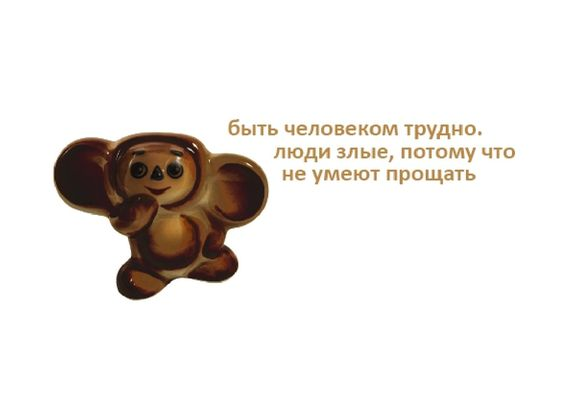 быть человеком трудно.
люди злые, потому что
не умеют прощать